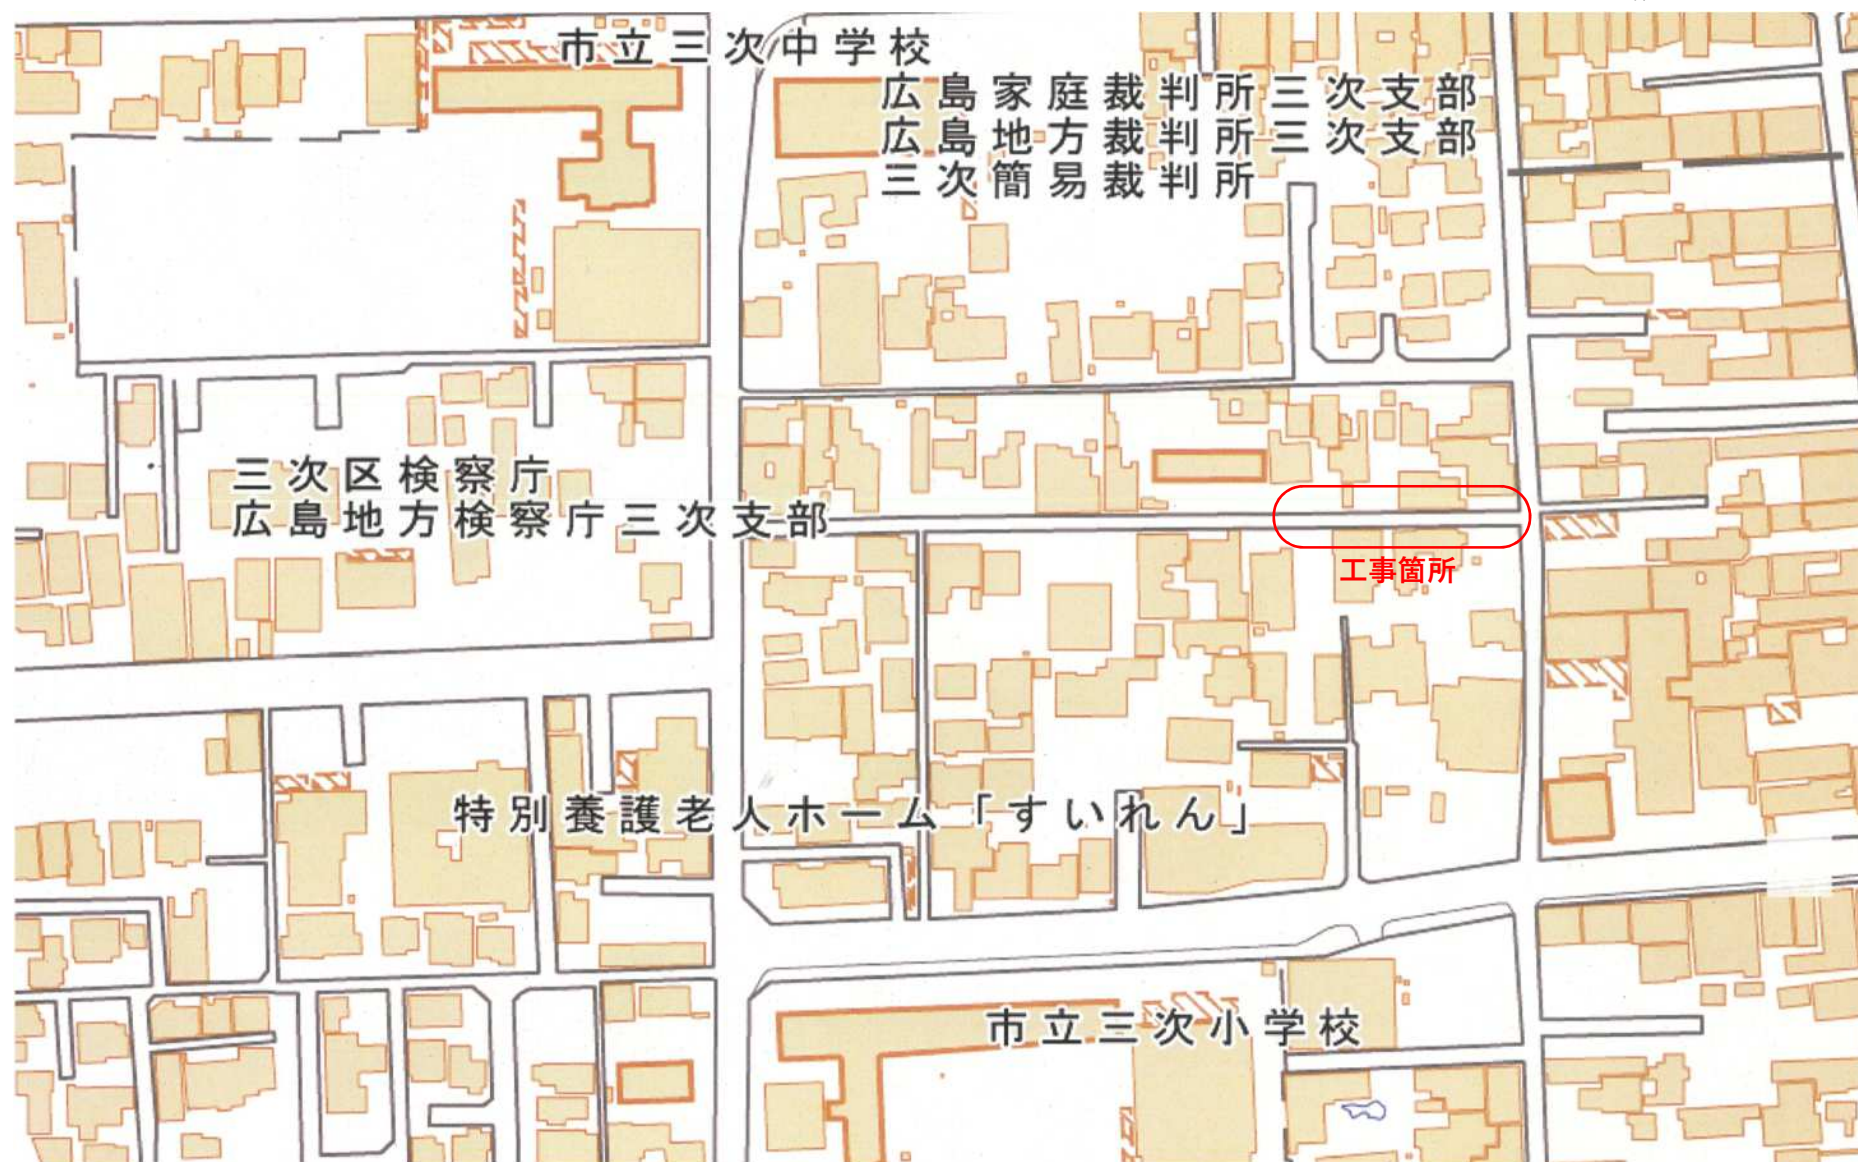 市立三次中学校
広島家庭裁判所三次支部
広島地方裁判所三次支部
三次簡易裁判所
三次区検察庁
広島地方検察庁三次支部
工事箇所
特別養護老人ホーム「すいれん」
市立三次小学校